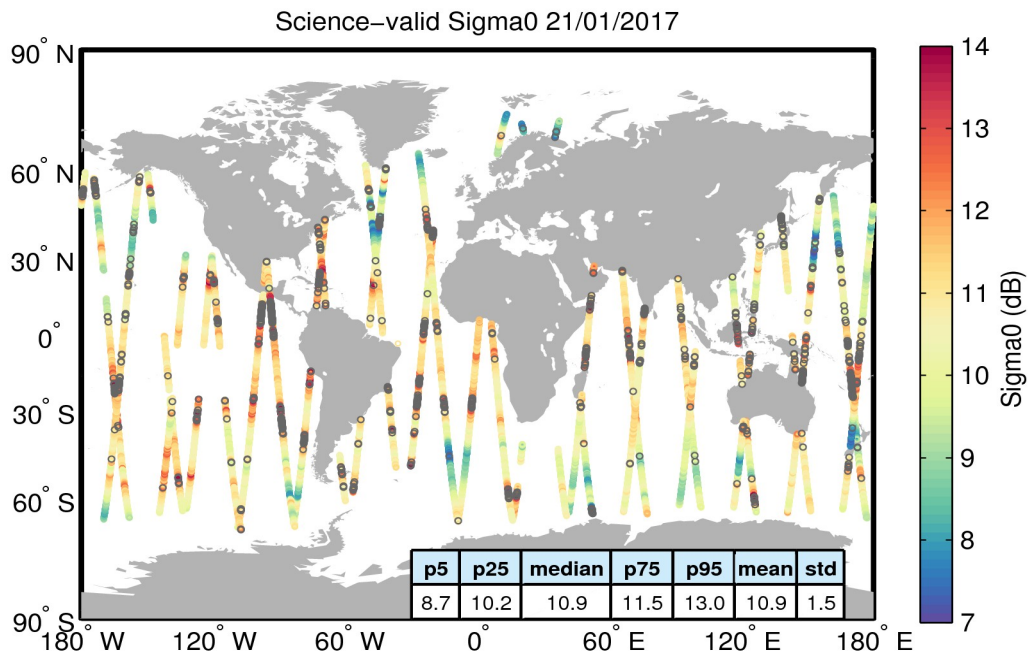 Science−valid Sigma0 21/01/2017
90° N
60° N
30° N
0°
30° S
60° S
90° S
180° W
120° W
60° W
0°
60° E
120° E
180° E
14
13
12
11
10
9
8
7
Sigma0 (dB)
p5 p25 median p75 p95 mean std
8.7 10.2 10.9 11.5 13.0 10.9 1.5